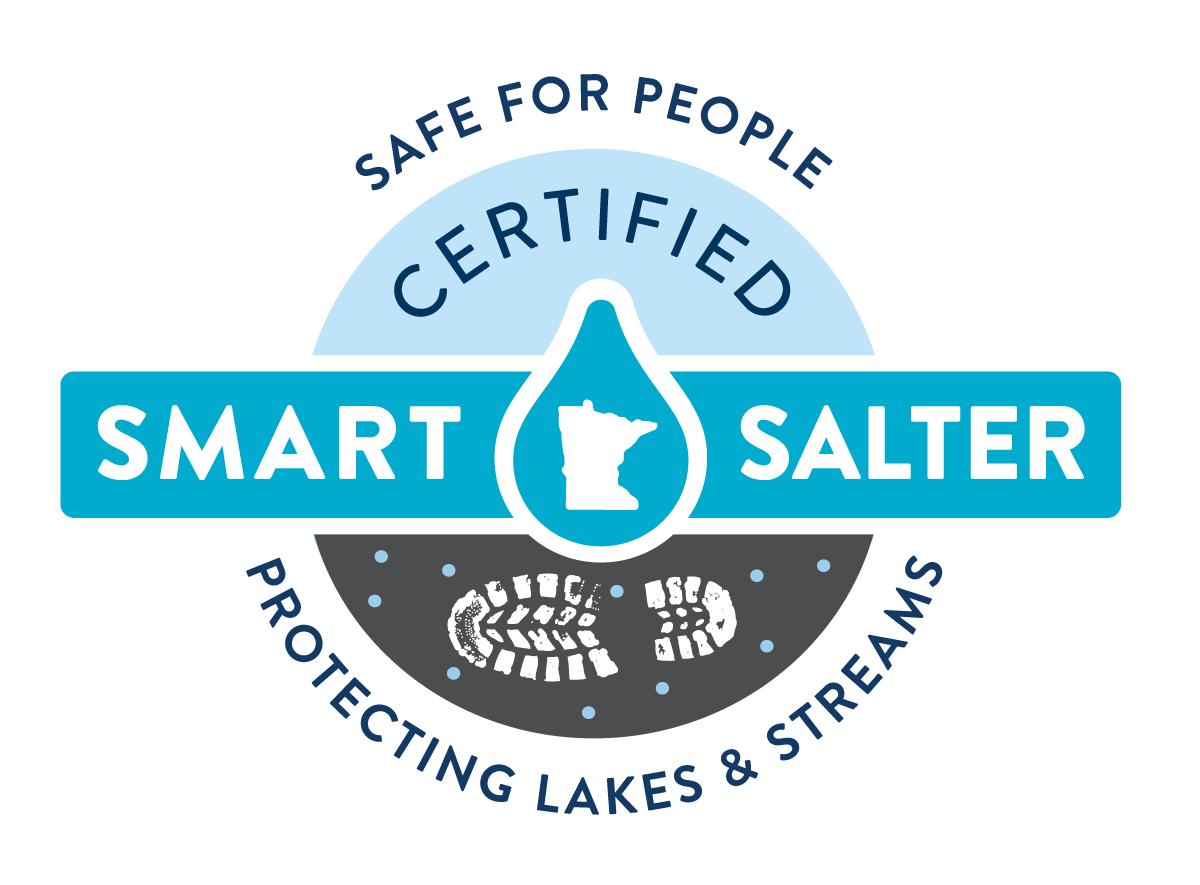 SAFE FOR PEOPLE
CERTIFIED
SMART SALTER
PROTECTING LAKES & STREAMS